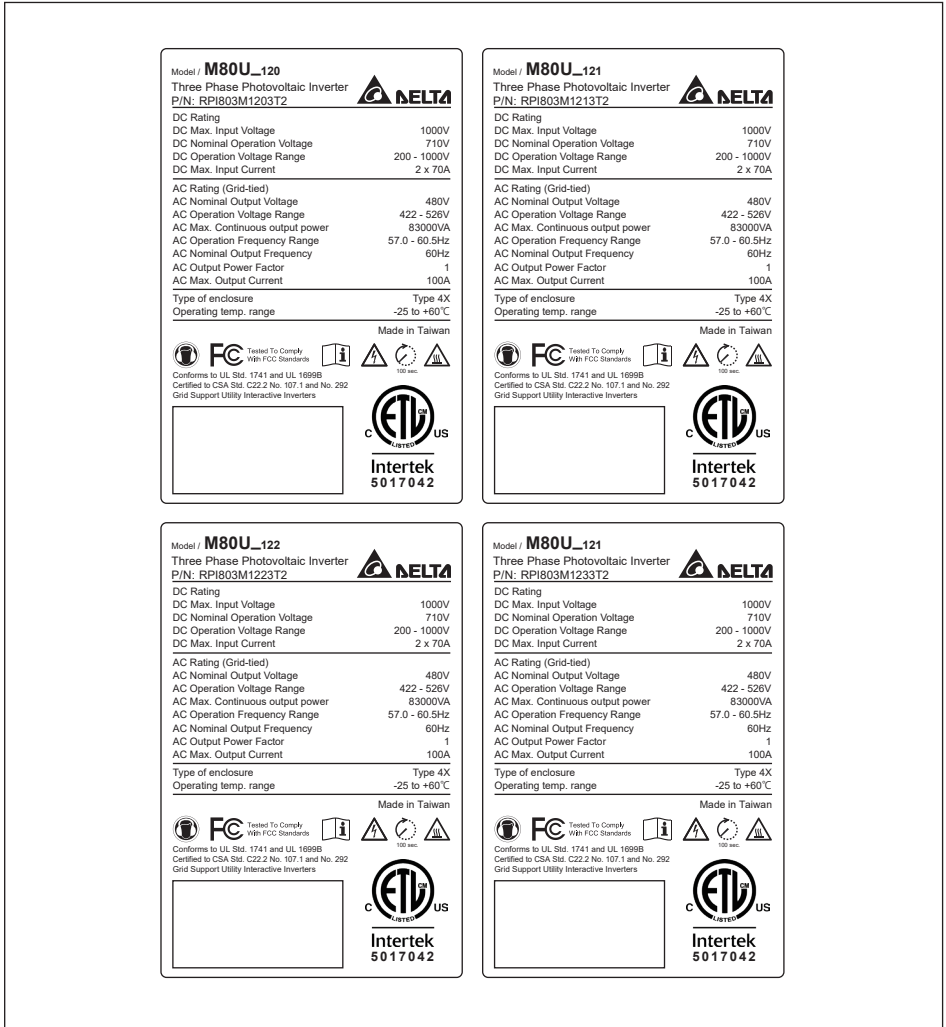 Model / M80U_120
Three Phase Photovoltaic Inverter
P/N: RPI803M1203T2
DELTA
DC Rating
DC Max. Input Voltage 1000V
DC Nominal Operation Voltage 710V
DC Operation Voltage Range 200 - 1000V
DC Max. Input Current 2 x 70A
AC Rating (Grid-tied)
AC Nominal Output Voltage 480V
AC Operation Voltage Range 422 - 526V
AC Max. Continuous output power 83000VA
AC Operation Frequency Range 57.0 - 60.5Hz
AC Nominal Output Frequency 60Hz
AC Output Power Factor 1
AC Max. Output Current 100A
Type of enclosure Type 4X
Operating temp. range -25 to +60℃
Made in Taiwan
FC Tested To Comply
With FCC Standards
100 sec.
Conforms to UL Std. 1741 and UL 1699B
Certified to CSA Std. C22.2 No. 107.1 and No. 292
Grid Support Utility Interactive Inverters
ETL CM
C US
LISTED
Intertek
5017042
Model / M80U_121
Three Phase Photovoltaic Inverter
P/N: RPI803M1213T2
DELTA
DC Rating
DC Max. Input Voltage 1000V
DC Nominal Operation Voltage 710V
DC Operation Voltage Range 200 - 1000V
DC Max. Input Current 2 x 70A
AC Rating (Grid-tied)
AC Nominal Output Voltage 480V
AC Operation Voltage Range 422 - 526V
AC Max. Continuous output power 83000VA
AC Operation Frequency Range 57.0 - 60.5Hz
AC Nominal Output Frequency 60Hz
AC Output Power Factor 1
AC Max. Output Current 100A
Type of enclosure Type 4X
Operating temp. range -25 to +60℃
Made in Taiwan
FC Tested To Comply
With FCC Standards
100 sec.
Conforms to UL Std. 1741 and UL 1699B
Certified to CSA Std. C22.2 No. 107.1 and No. 292
Grid Support Utility Interactive Inverters
ETL CM
C US
LISTED
Intertek
5017042
Model / M80U_122
Three Phase Photovoltaic Inverter
P/N: RPI803M1223T2
DELTA
DC Rating
DC Max. Input Voltage 1000V
DC Nominal Operation Voltage 710V
DC Operation Voltage Range 200 - 1000V
DC Max. Input Current 2 x 70A
AC Rating (Grid-tied)
AC Nominal Output Voltage 480V
AC Operation Voltage Range 422 - 526V
AC Max. Continuous output power 83000VA
AC Operation Frequency Range 57.0 - 60.5Hz
AC Nominal Output Frequency 60Hz
AC Output Power Factor 1
AC Max. Output Current 100A
Type of enclosure Type 4X
Operating temp. range -25 to +60℃
Made in Taiwan
FC Tested To Comply
With FCC Standards
100 sec.
Conforms to UL Std. 1741 and UL 1699B
Certified to CSA Std. C22.2 No. 107.1 and No. 292
Grid Support Utility Interactive Inverters
ETL CM
C US
LISTED
Intertek
5017042
Model / M80U_121
Three Phase Photovoltaic Inverter
P/N: RPI803M1233T2
DELTA
DC Rating
DC Max. Input Voltage 1000V
DC Nominal Operation Voltage 710V
DC Operation Voltage Range 200 - 1000V
DC Max. Input Current 2 x 70A
AC Rating (Grid-tied)
AC Nominal Output Voltage 480V
AC Operation Voltage Range 422 - 526V
AC Max. Continuous output power 83000VA
AC Operation Frequency Range 57.0 - 60.5Hz
AC Nominal Output Frequency 60Hz
AC Output Power Factor 1
AC Max. Output Current 100A
Type of enclosure Type 4X
Operating temp. range -25 to +60℃
Made in Taiwan
FC Tested To Comply
With FCC Standards
100 sec.
Conforms to UL Std. 1741 and UL 1699B
Certified to CSA Std. C22.2 No. 107.1 and No. 292
Grid Support Utility Interactive Inverters
ETL CM
C US
LISTED
Intertek
5017042